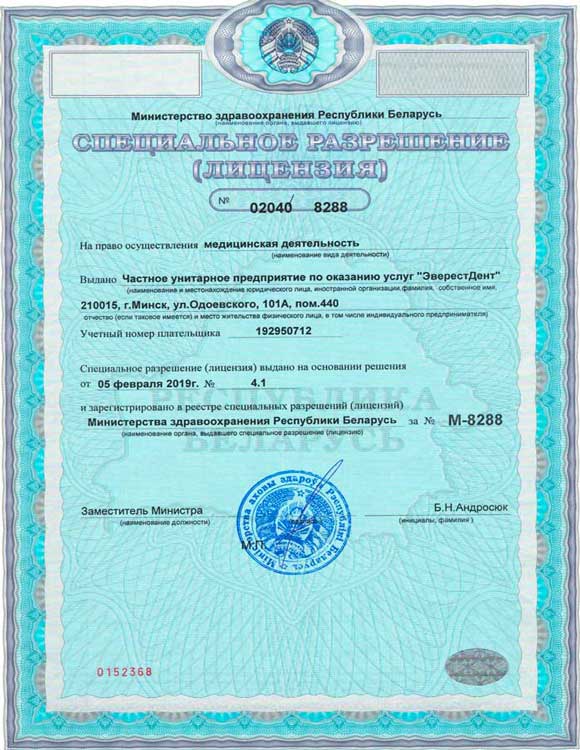 Министерство здравоохранения Республики Беларусь
(наименование органа, выдавшего лицензию)
СПЕЦИАЛЬНОЕ РАЗРЕШЕНИЕ
(ЛИЦЕНЗИЯ)
№ 02040/ 8288
На право осуществления медицинская деятельность
(наименование вида деятельности)
Выдано Частное унитарное предприятие по оказанию услуг "ЭверестДент"
(наименование и местонахождение юридического лица, иностранной организации,фамилия, собственное имя,
210015, г.Минск, ул.Одоевского, 101А, пом.440
отчество (если таковое имеется) и место жительства физического лица, в том числе индивидуального предпринимателя)
Учетный номер плательщика 192950712
Специальное разрешение (лицензия) выдано на основании решения
от 05 февраля 2019г. № 4.1
и зарегистрировано в реестре специальных разрешений (лицензий)
Министерства здравоохранения Республики Беларусь за № М-8288
(наименование органа, выдавшего специальное разрешение (лицензию)
РЕСПУБЛИКА
БЕЛАРУСЬ
Заместитель Министра Б.Н.Андросюк
(наименование должности) (инициалы, фамилия )
М.П.
Міністэрства аховы здароўя Рэспублікі Беларусь
0152368